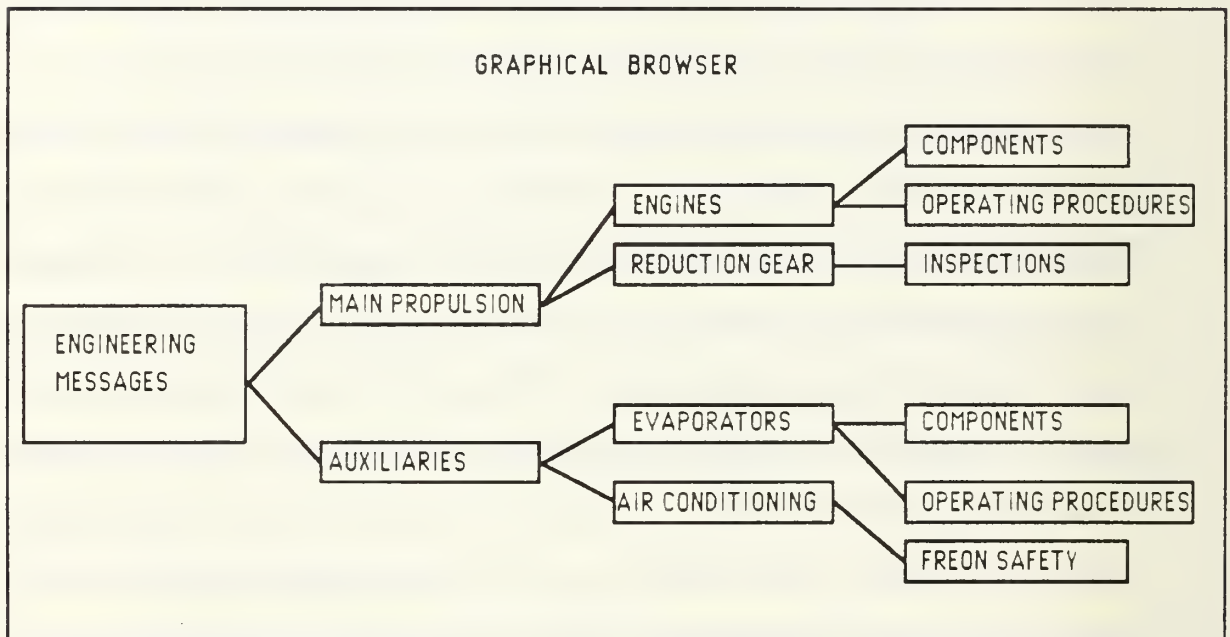 GRAPHICAL BROWSER
COMPONENTS
ENGINES
OPERATING PROCEDURES
REDUCTION GEAR
INSPECTIONS
MAIN PROPULSION
ENGINEERING
MESSAGES
EVAPORATORS
COMPONENTS
AUXILIARIES
AIR CONDITIONING
OPERATING PROCEDURES
FREON SAFETY